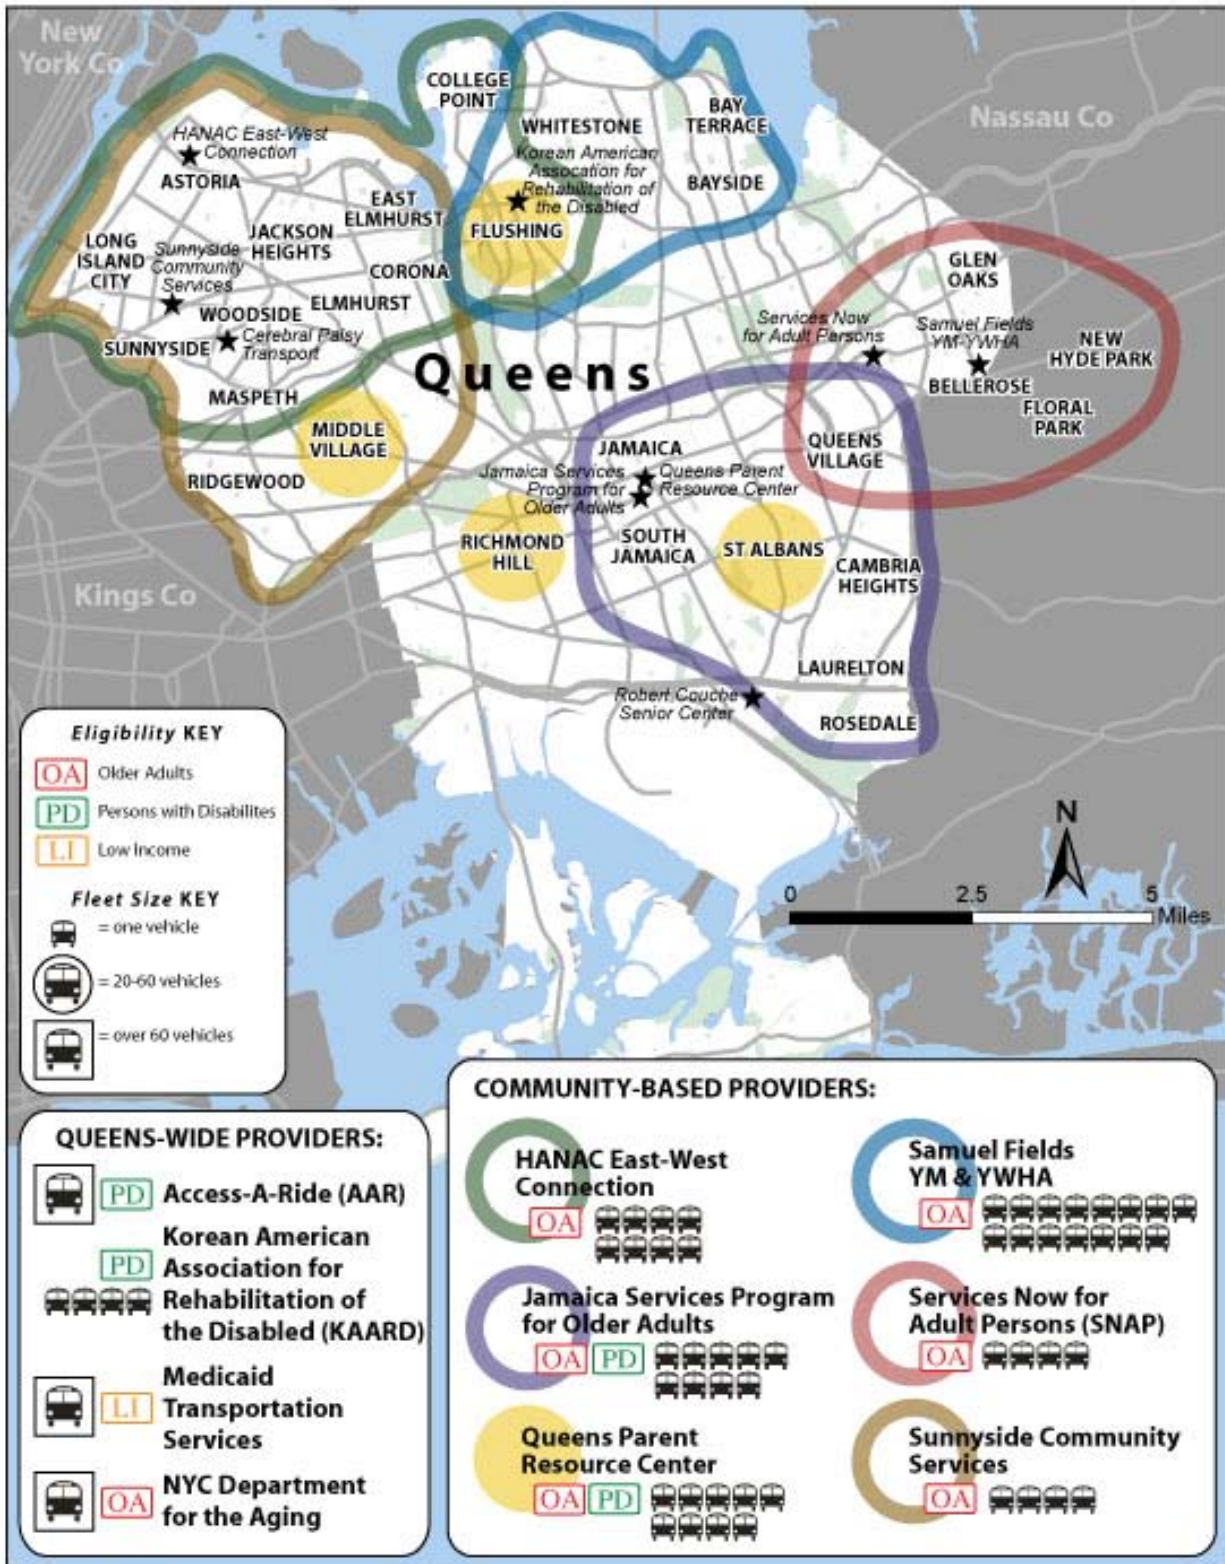 New
York Co
Nassau Co
COLLEGE
POINT
BAY
TERRACE
WHITESTONE
HANAC East-West
Connection
Korean American
Assocation for
Rehabilitation of
the Disabled
ASTORIA
BAYSIDE
EAST
ELMHURST
FLUSHING
JACKSON
HEIGHTS
LONG
ISLAND
CITY
Sunnyside
Community
Services
CORONA
GLEN
OAKS
WOODSIDE
ELMHURST
Services Now
for Adult Persons
Samuel Fields
YM-YWHA
NEW
HYDE PARK
SUNNYSIDE
Cerebral Palsy
Transport
Queens
BELLEROSE
MASPETH
FLORAL
PARK
MIDDLE
VILLAGE
JAMAICA
QUEENS
VILLAGE
RIDGEWOOD
Jamaica Services
Program for
Older Adults
Queens Parent
Resource Center
RICHMOND
HILL
SOUTH
JAMAICA
ST ALBANS
CAMBRIA
HEIGHTS
Kings Co
LAURELTON
Robert Couche
Senior Center
ROSEDALE
Eligibility KEY
OA Older Adults
PD Persons with Disabilites
LI Low Income
Fleet Size KEY
= one vehicle
= 20-60 vehicles
= over 60 vehicles
N
0 2.5 5
Miles
QUEENS-WIDE PROVIDERS:
PD Access-A-Ride (AAR)
Korean American
PD Association for
Rehabilitation of
the Disabled (KAARD)
Medicaid
LI Transportation
Services
OA NYC Department
for the Aging
COMMUNITY-BASED PROVIDERS:
HANAC East-West
Connection
OA
Samuel Fields
YM & YWHA
OA
Jamaica Services Program
for Older Adults
OA PD
Services Now for
Adult Persons (SNAP)
OA
Queens Parent
Resource Center
OA PD
Sunnyside Community
Services
OA